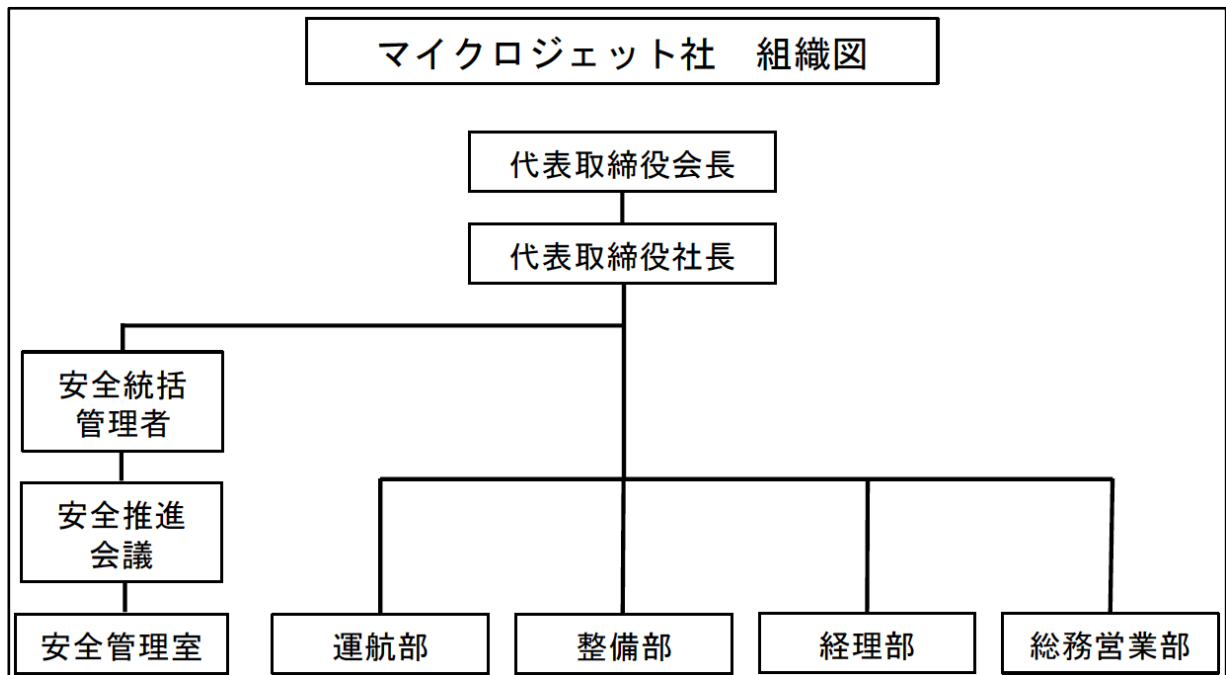 マイクロジェット社　組織図
代表取締役会長
代表取締役社長
安全統括
管理者
安全推進
会議
安全管理室
運航部
整備部
経理部
総務営業部